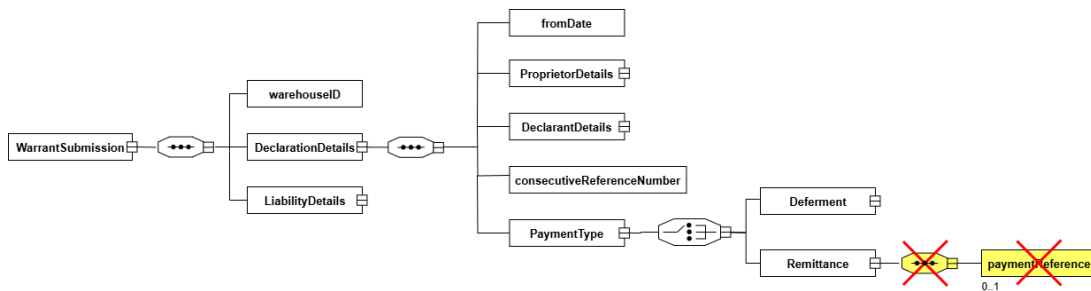 fromDate
ProprietorDetails
warehouseID
DeclarantDetails
WarrantSubmission
DeclarationDetails
consecutiveReferenceNumber
LiabilityDetails
Deferment
PaymentType
Remittance
paymentReference
0..1